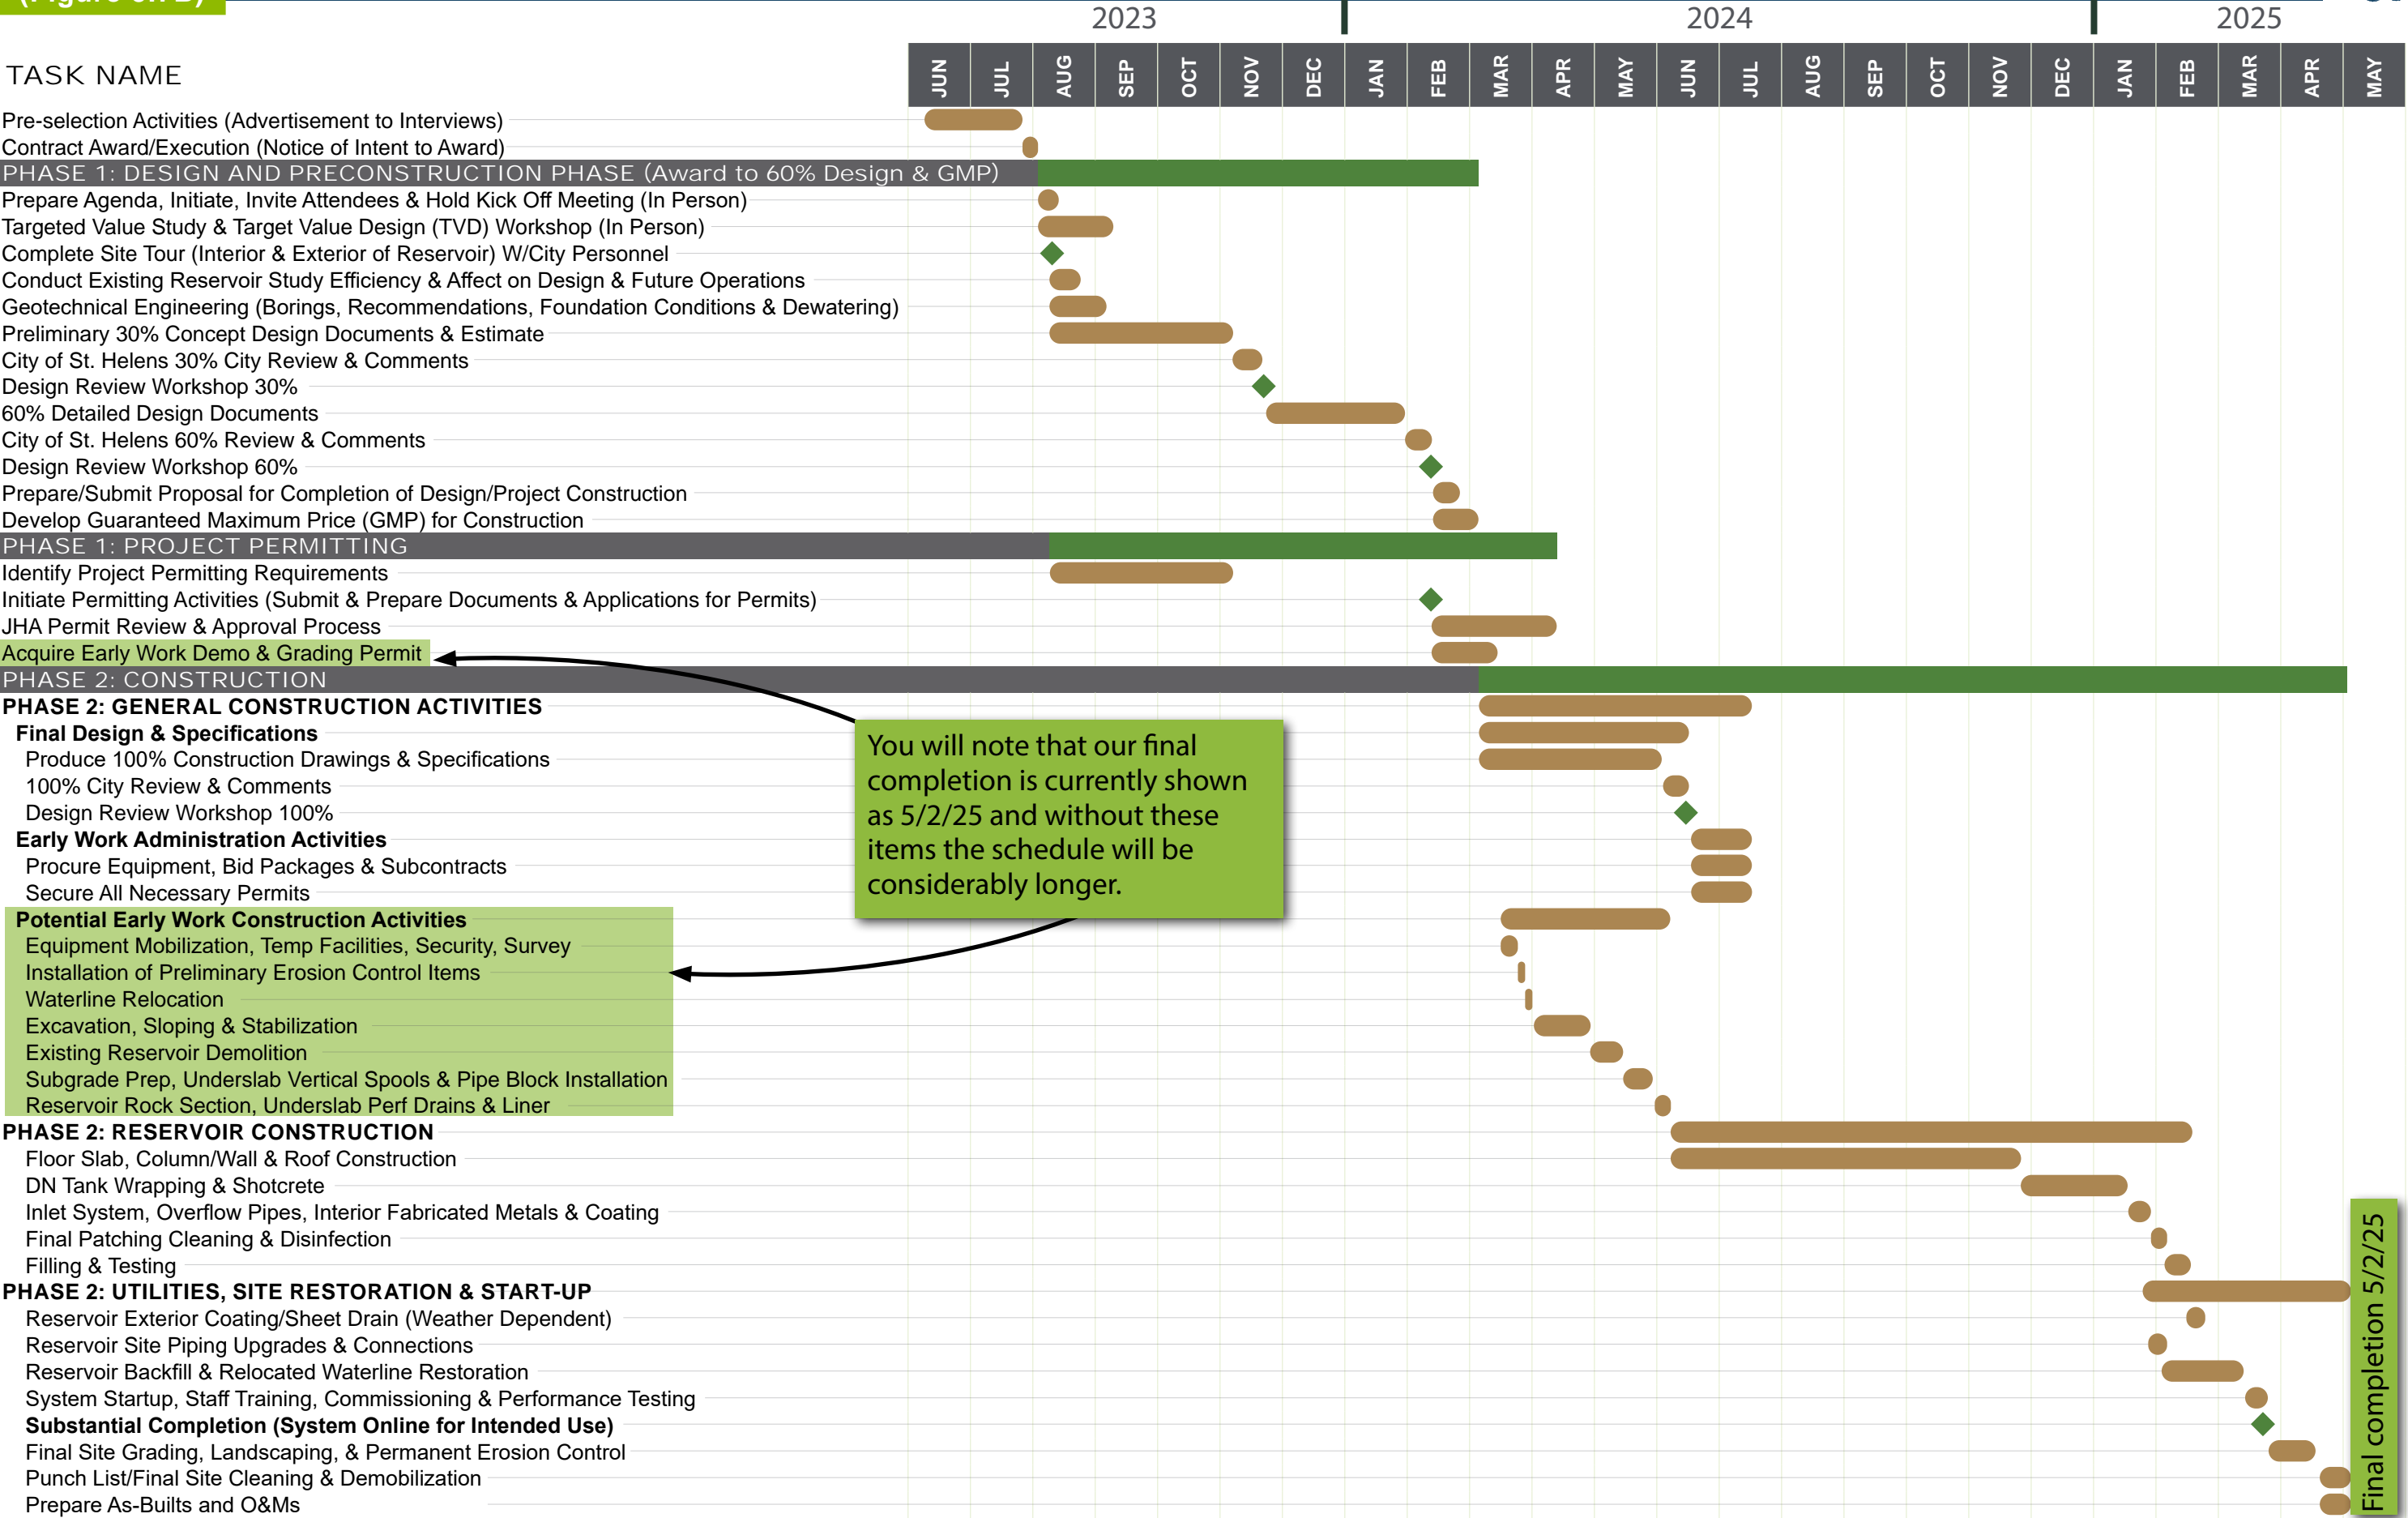 2023
2024
2025
TASK NAME
JUN JUL AUG SEP OCT NOV DEC JAN FEB MAR APR MAY JUN JUL AUG SEP OCT NOV DEC JAN FEB MAR APR MAY
Pre-selection Activities (Advertisement to Interviews)
Contract Award/Execution (Notice of Intent to Award)
PHASE 1: DESIGN AND PRECONSTRUCTION PHASE (Award to 60% Design & GMP)
Prepare Agenda, Initiate, Invite Attendees & Hold Kick Off Meeting (In Person)
Targeted Value Study & Target Value Design (TVD) Workshop (In Person)
Complete Site Tour (Interior & Exterior of Reservoir) W/City Personnel
Conduct Existing Reservoir Study Efficiency & Affect on Design & Future Operations
Geotechnical Engineering (Borings, Recommendations, Foundation Conditions & Dewatering)
Preliminary 30% Concept Design Documents & Estimate
City of St. Helens 30% City Review & Comments
Design Review Workshop 30%
60% Detailed Design Documents
City of St. Helens 60% Review & Comments
Design Review Workshop 60%
Prepare/Submit Proposal for Completion of Design/Project Construction
Develop Guaranteed Maximum Price (GMP) for Construction
PHASE 1: PROJECT PERMITTING
Identify Project Permitting Requirements
Initiate Permitting Activities (Submit & Prepare Documents & Applications for Permits)
JHA Permit Review & Approval Process
Acquire Early Work Demo & Grading Permit
PHASE 2: CONSTRUCTION
PHASE 2: GENERAL CONSTRUCTION ACTIVITIES
Final Design & Specifications
Produce 100% Construction Drawings & Specifications
100% City Review & Comments
Design Review Workshop 100%
Early Work Administration Activities
Procure Equipment, Bid Packages & Subcontracts
Secure All Necessary Permits
You will note that our final
completion is currently shown
as 5/2/25 and without these
items the schedule will be
considerably longer.
Potential Early Work Construction Activities
Equipment Mobilization, Temp Facilities, Security, Survey
Installation of Preliminary Erosion Control Items
Waterline Relocation
Excavation, Sloping & Stabilization
Existing Reservoir Demolition
Subgrade Prep, Underslab Vertical Spools & Pipe Block Installation
Reservoir Rock Section, Underslab Perf Drains & Liner
PHASE 2: RESERVOIR CONSTRUCTION
Floor Slab, Column/Wall & Roof Construction
DN Tank Wrapping & Shotcrete
Inlet System, Overflow Pipes, Interior Fabricated Metals & Coating
Final Patching Cleaning & Disinfection
Filling & Testing
PHASE 2: UTILITIES, SITE RESTORATION & START-UP
Reservoir Exterior Coating/Sheet Drain (Weather Dependent)
Reservoir Site Piping Upgrades & Connections
Reservoir Backfill & Relocated Waterline Restoration
System Startup, Staff Training, Commissioning & Performance Testing
Substantial Completion (System Online for Intended Use)
Final Site Grading, Landscaping, & Permanent Erosion Control
Punch List/Final Site Cleaning & Demobilization
Prepare As-Builts and O&Ms
Final completion 5/2/25